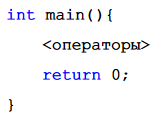 int main(){
<операторы>
return 0;
}